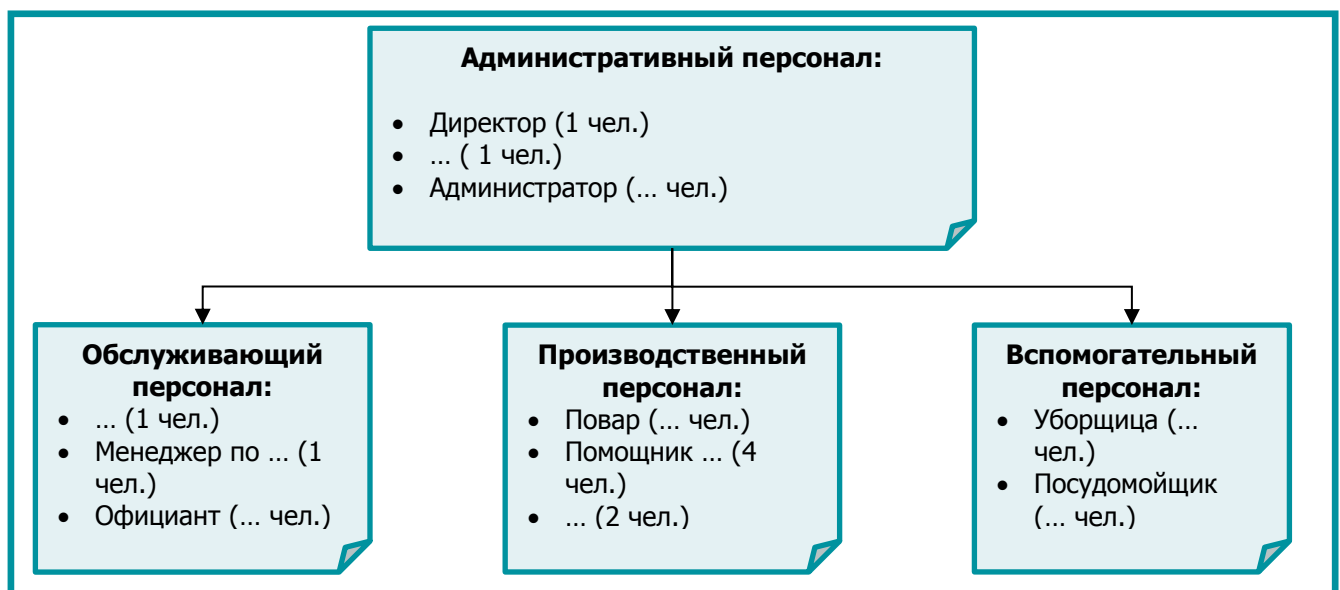 Административный персонал:
• Директор (1 чел.)
• … ( 1 чел.)
• Администратор (… чел.)
Обслуживающий
персонал:
• … (1 чел.)
• Менеджер по … (1
чел.)
• Официант (… чел.)
Производственный
персонал:
• Повар (… чел.)
• Помощник … (4
чел.)
• … (2 чел.)
Вспомогательный
персонал:
• Уборщица (…
чел.)
• Посудомойщик
(… чел.)